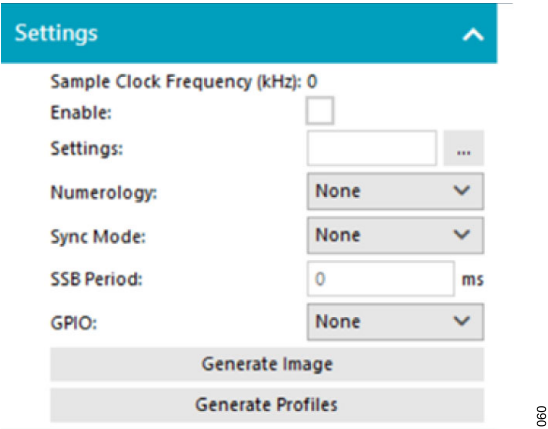 Settings
Sample Clock Frequency (kHz): 0
Enable:
Settings: ...
Numerology: None
Sync Mode: None
SSB Period: 0 ms
GPIO: None
Generate Image
Generate Profiles
060